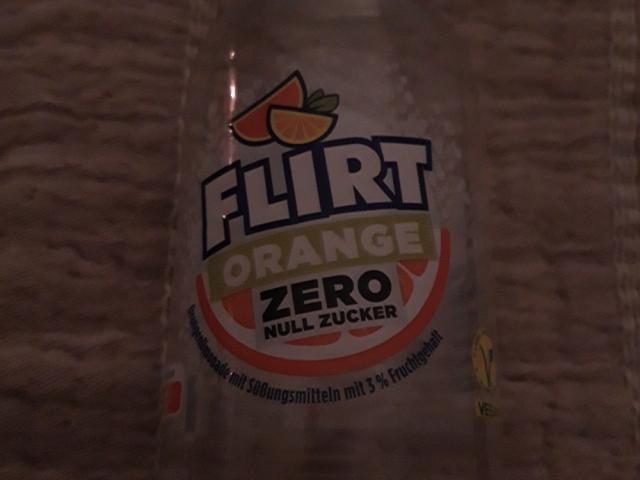 FLIRT
ORANGE
ZERO
NULL ZUCKER
mit Süßungsmitteln mit 3 % Fruchtgehalt
V